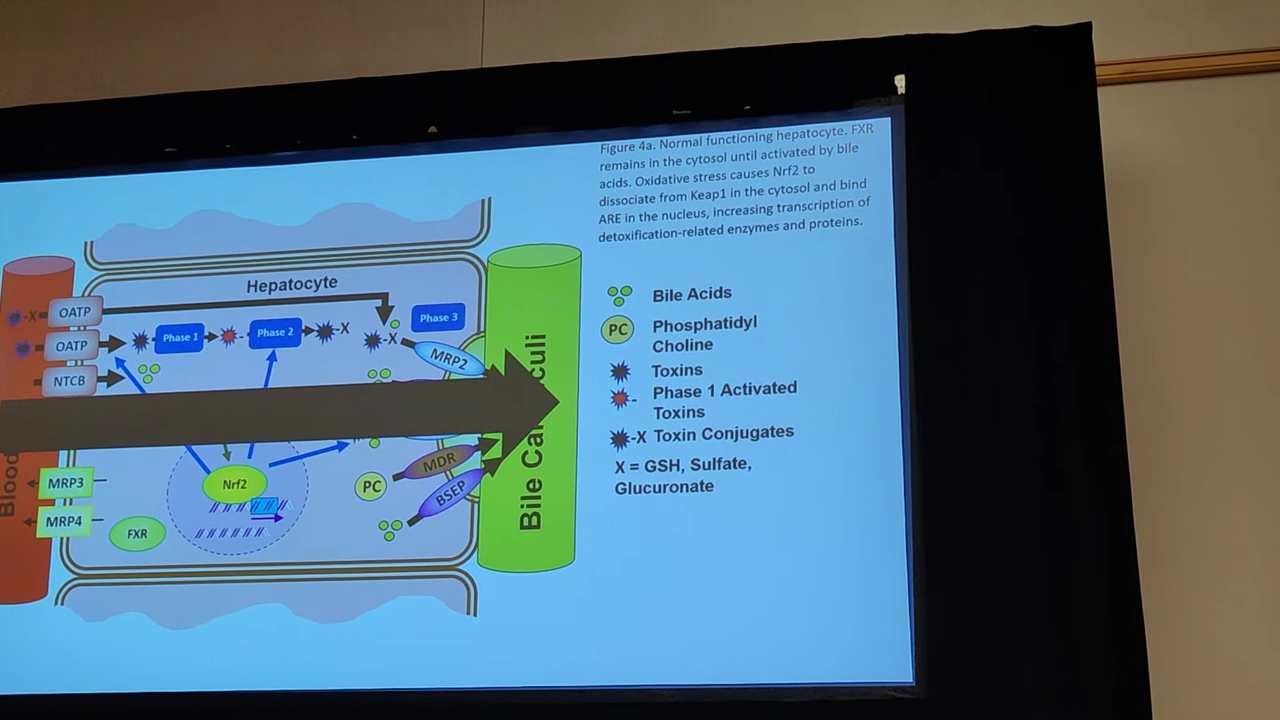 Figure 4a. Normal functioning hepatocyte. FXR
remains in the cytosol until activated by bile
acids. Oxidative stress causes Nrf2 to
dissociate from Keap1 in the cytosol and bind
ARE in the nucleus, increasing transcription of
detoxification-related enzymes and proteins.
Hepatocyte
-X
OATP
OATP
NTCB
Phase 1
-
Phase 2
-X
-X
Phase 3
MRP2
MDR
BSEP
PC
Nrf2
FXR
MRP3
MRP4
Blood
Bile Ca culi
Bile Acids
PC Phosphatidyl
Choline
Toxins
- Phase 1 Activated
Toxins
-X Toxin Conjugates
X = GSH, Sulfate,
Glucuronate